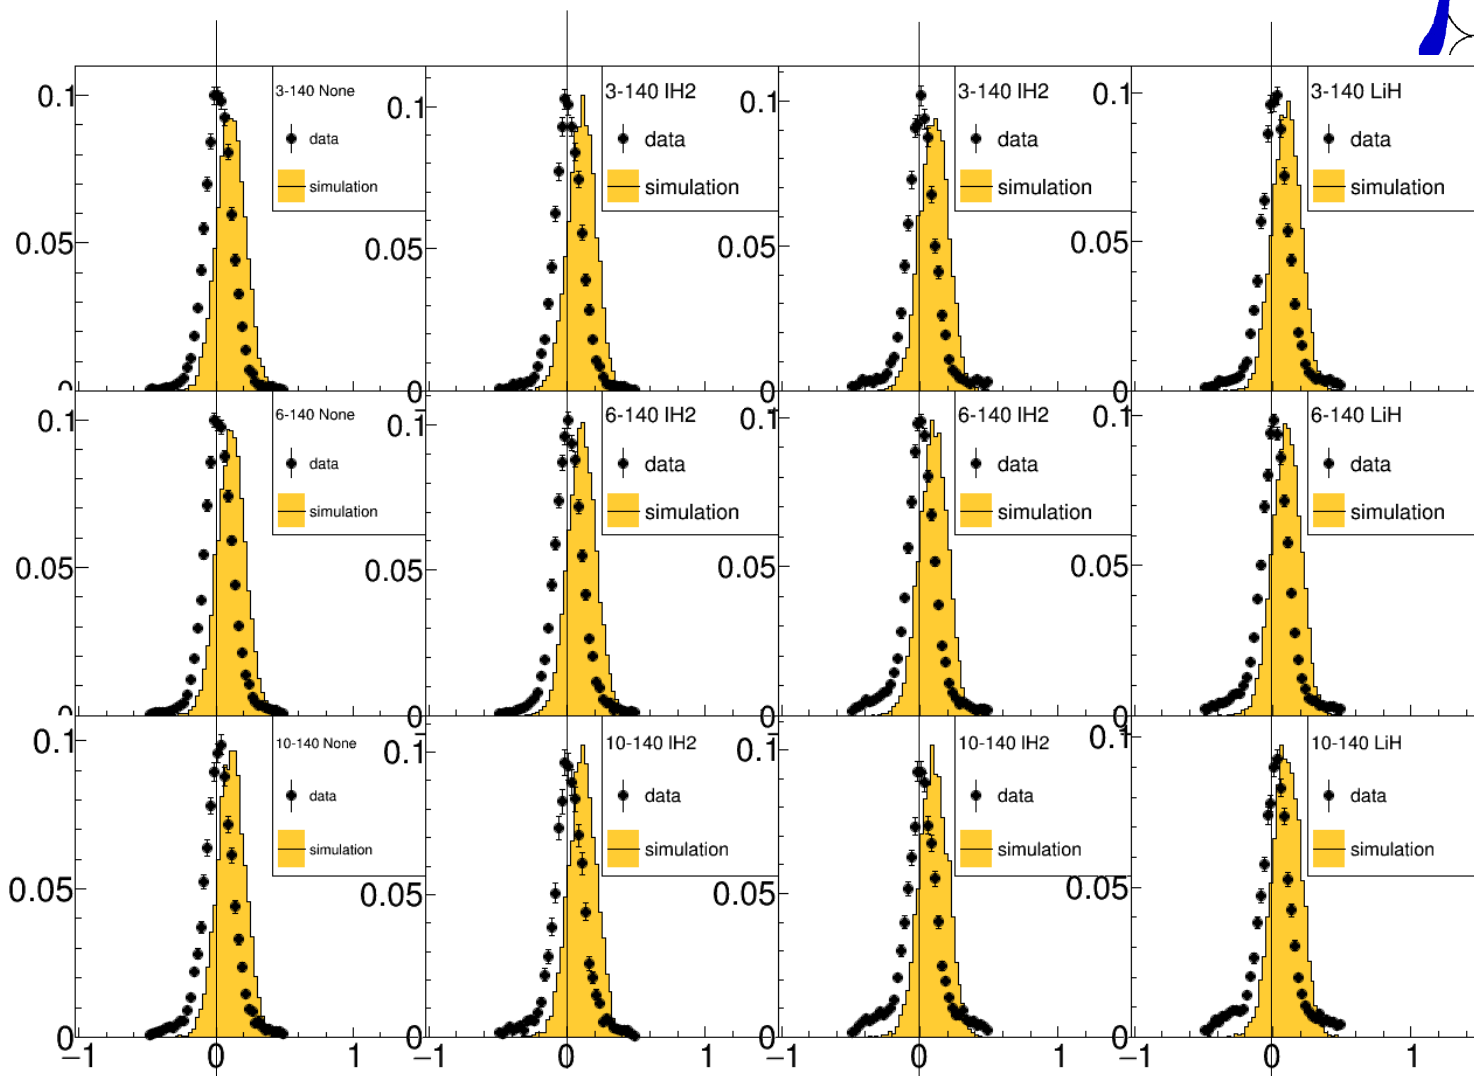 3-140 None
data
simulation
0.1
0.05
0
3-140 IH2
data
simulation
0.1
0.05
0
3-140 IH2
data
simulation
0.1
0.05
0
3-140 LiH
data
simulation
0.1
0.05
0
6-140 None
data
simulation
0.1
0.05
0
6-140 IH2
data
simulation
0.1
0.05
0
6-140 IH2
data
simulation
0.1
0.05
0
6-140 LiH
data
simulation
0.1
0.05
0
10-140 None
data
simulation
0.1
0.05
0
10-140 IH2
data
simulation
0.1
0.05
0
10-140 IH2
data
simulation
0.1
0.05
0
10-140 LiH
data
simulation
0.1
0.05
0
−1 0 1
−1 0 1
−1 0 1
−1 0 1